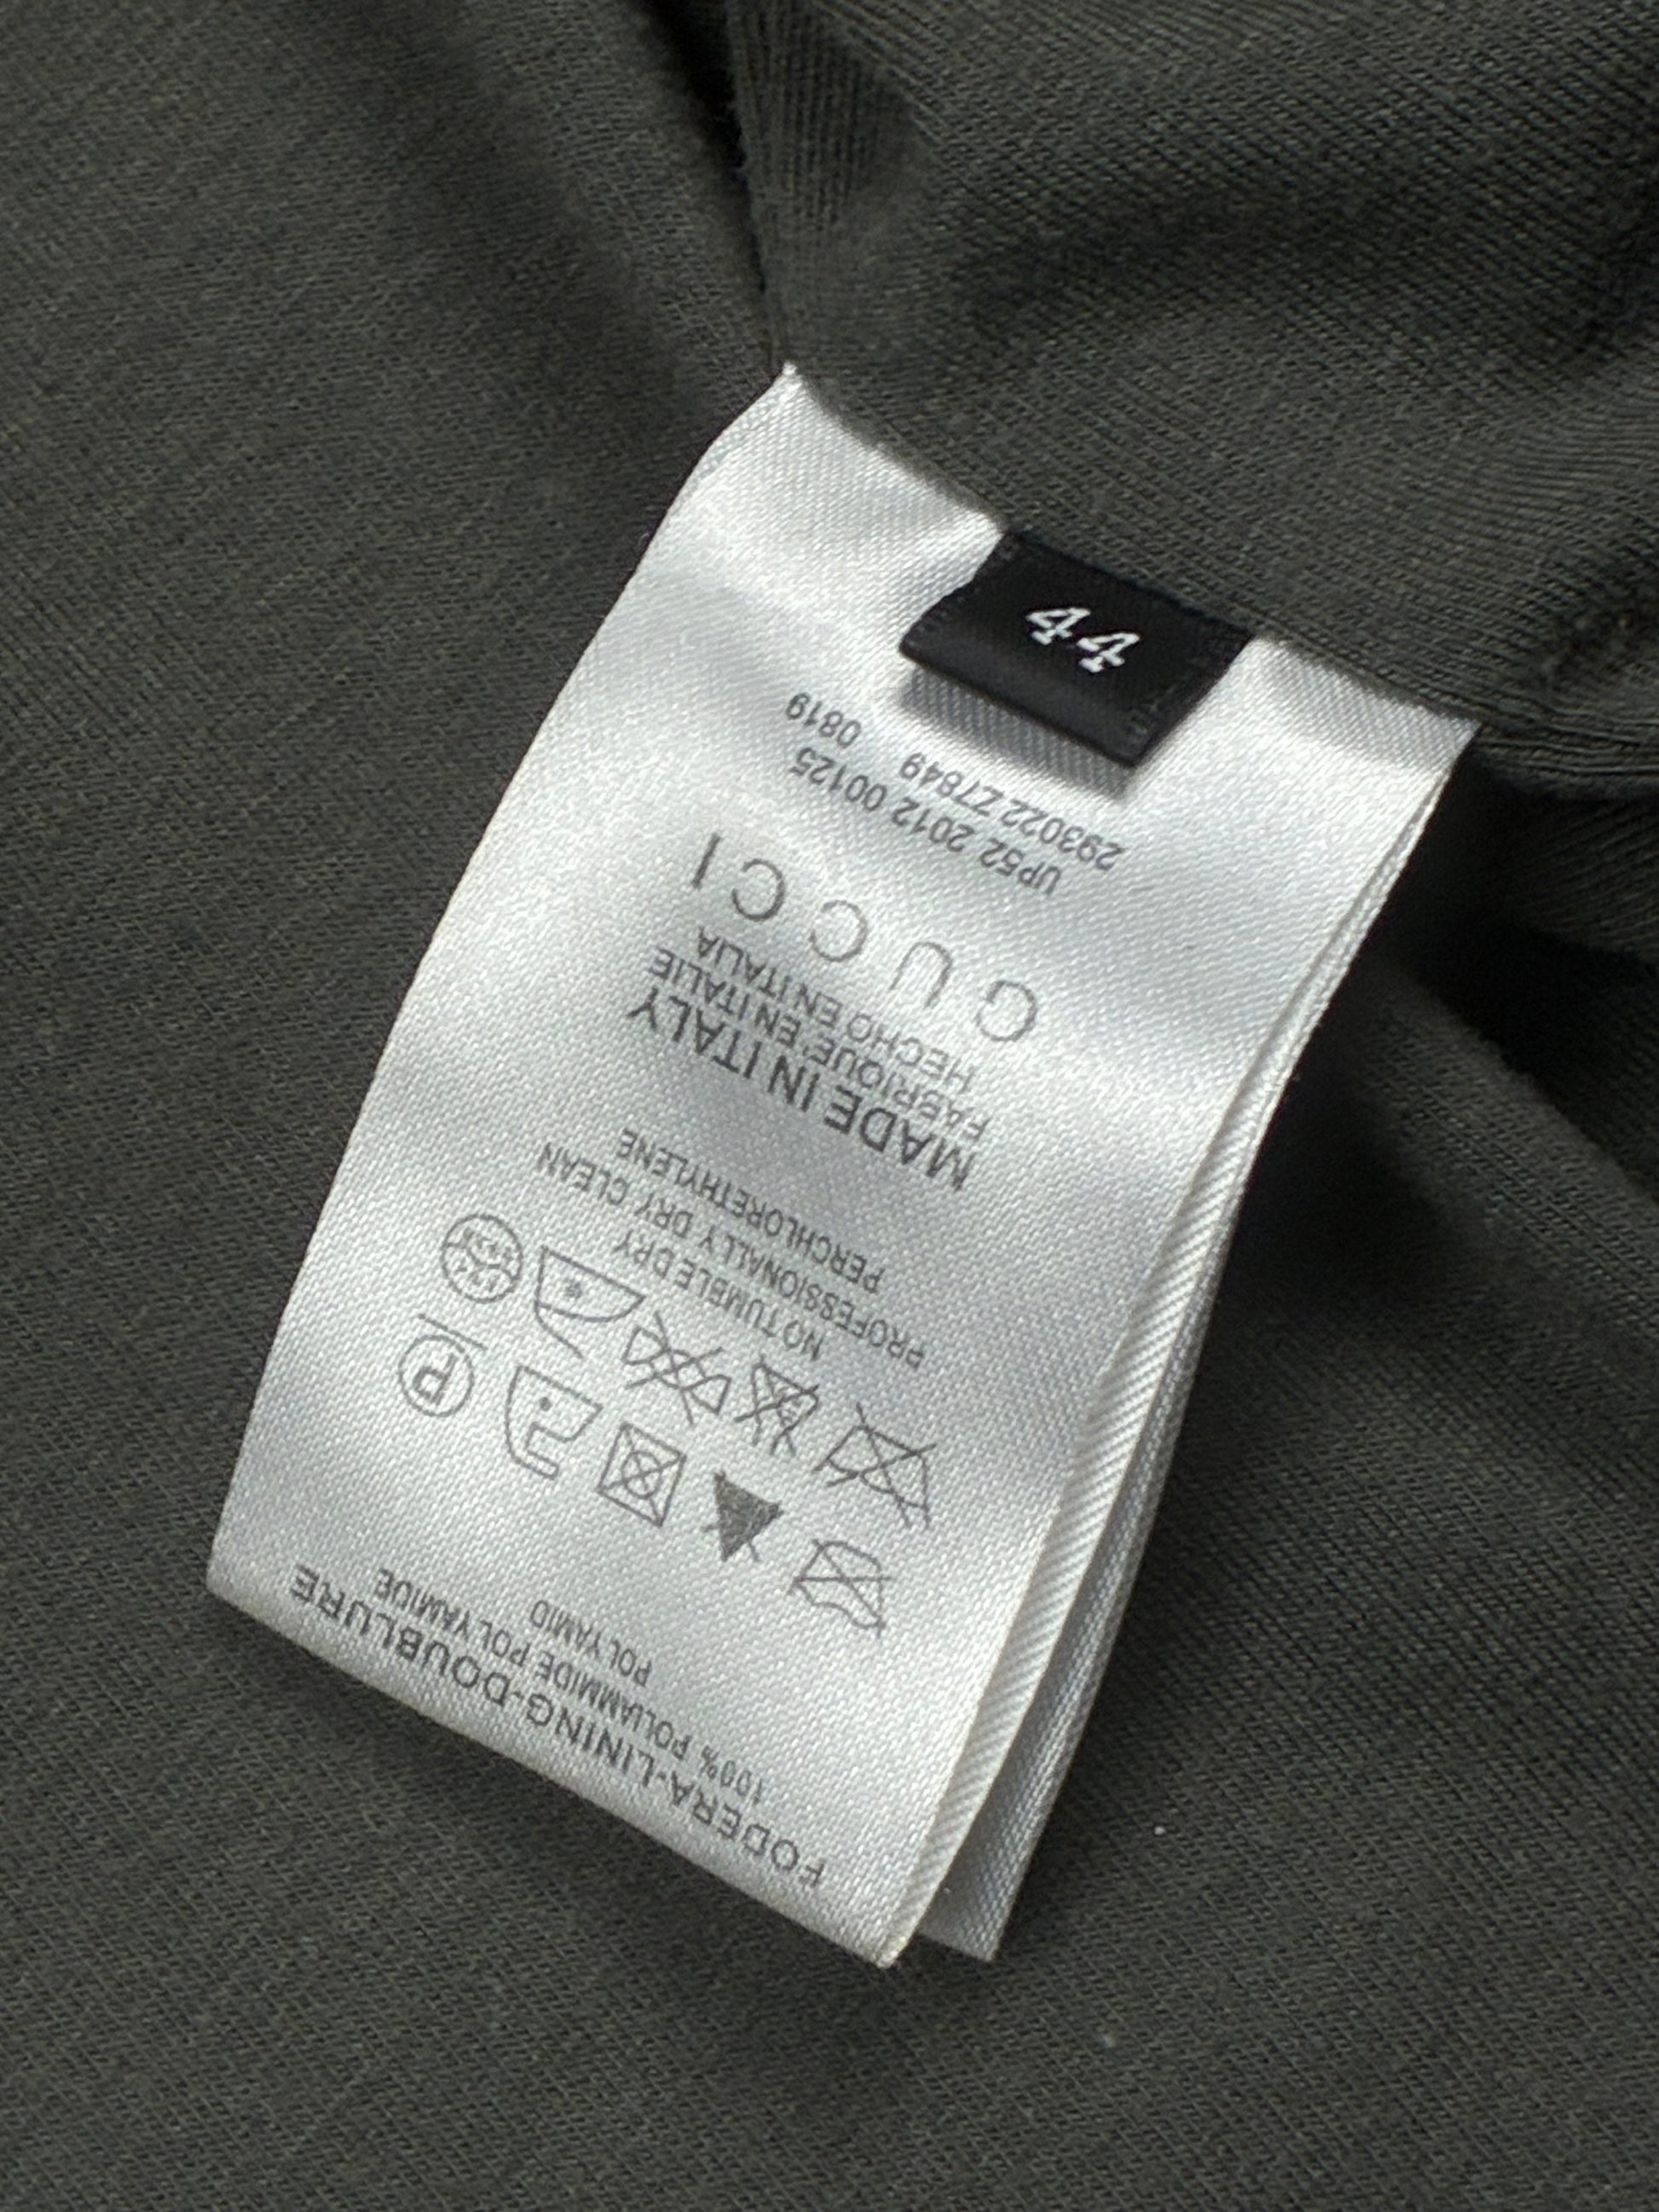 44
293022 Z7849 0819
UP52 2012 00125
GUCCI
HECHO EN ITALIA
FABRIQUE' EN ITALIE
MADE IN ITALY
PERCHLORETHYLENE
PROFESSIONALLY DRY CLEAN
NO TUMBLE DRY
P
100% POLIAMMIDE POLYAMIDE
POLYAMID
FODERA-LINING-DOUBLURE